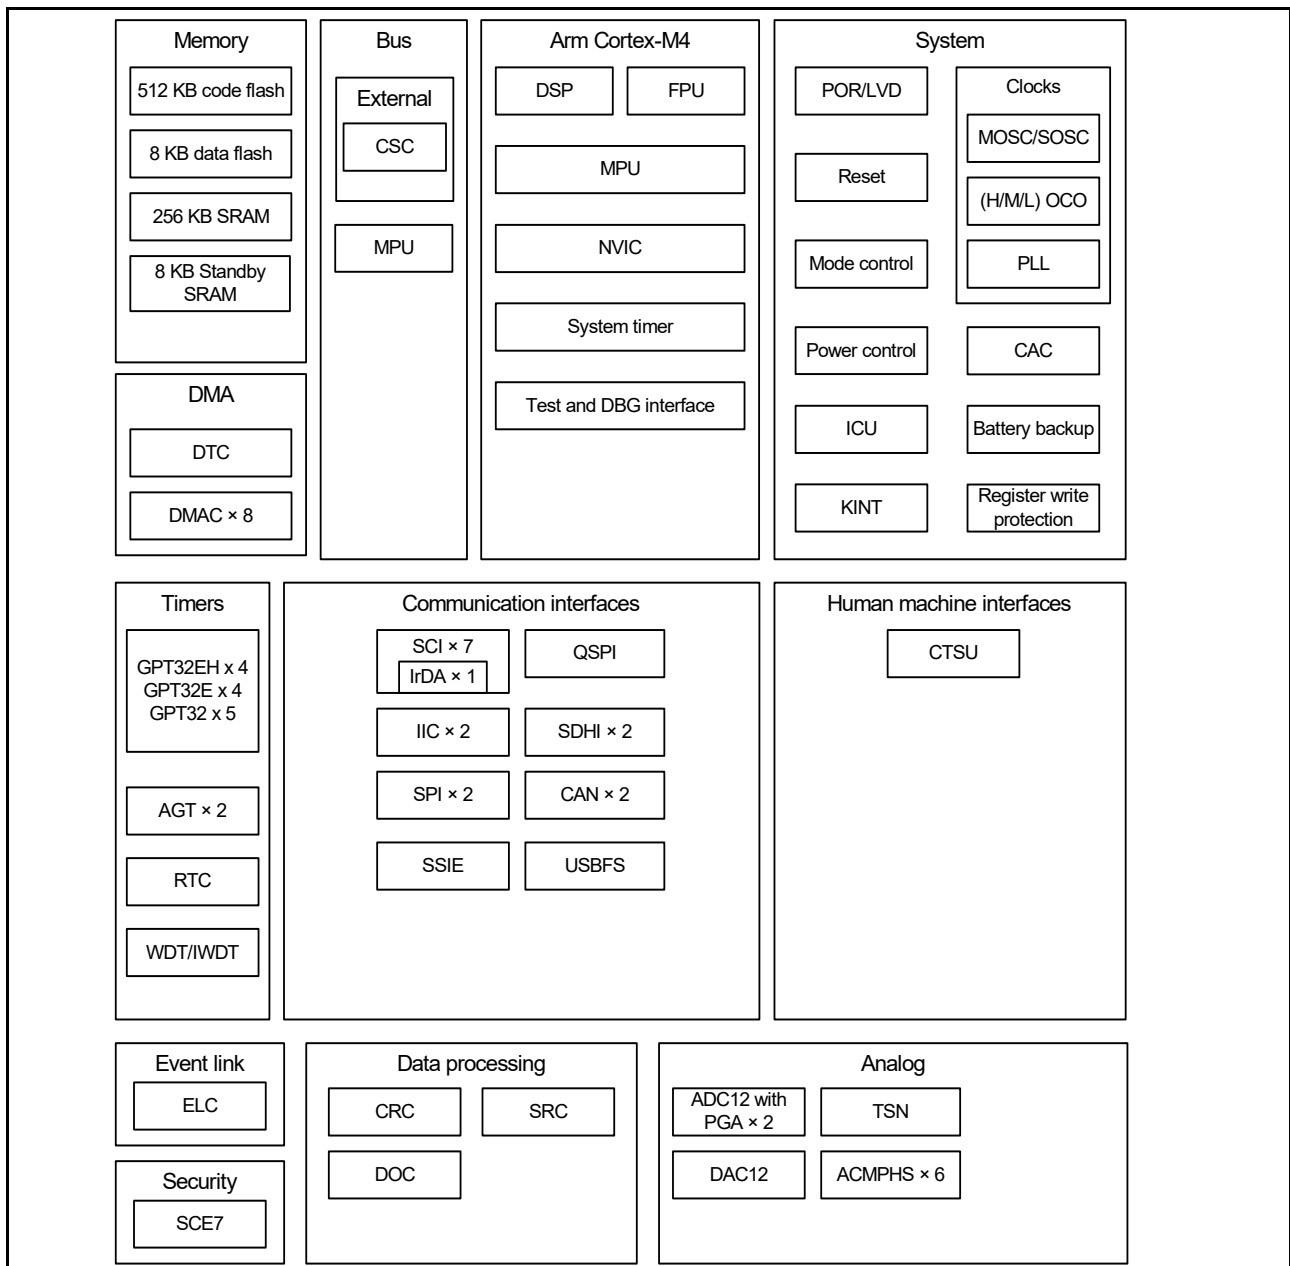 Memory
512 KB code flash
8 KB data flash
256 KB SRAM
8 KB Standby
SRAM
DMA
DTC
DMAC × 8
Bus
External
CSC
MPU
Arm Cortex-M4
DSP
FPU
MPU
NVIC
System timer
Test and DBG interface
System
POR/LVD
Reset
Mode control
Power control
ICU
KINT
Clocks
MOSC/SOSC
(H/M/L) OCO
PLL
CAC
Battery backup
Register write
protection
Timers
GPT32EH x 4
GPT32E x 4
GPT32 x 5
AGT × 2
RTC
WDT/IWDT
Communication interfaces
SCI × 7
IrDA × 1
QSPI
IIC × 2
SDHI × 2
SPI × 2
CAN × 2
SSIE
USBFS
Human machine interfaces
CTSU
Event link
ELC
Security
SCE7
Data processing
CRC
SRC
DOC
Analog
ADC12 with
PGA × 2
TSN
DAC12
ACMPHS × 6